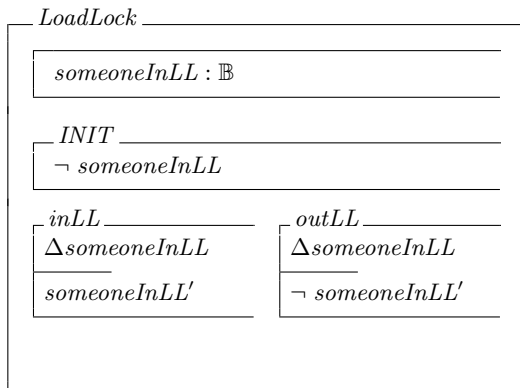 LoadLock
someoneInLL : 𝔹
INIT
¬ someoneInLL
inLL
ΔsomeoneInLL
someoneInLL′
outLL
ΔsomeoneInLL
¬ someoneInLL′